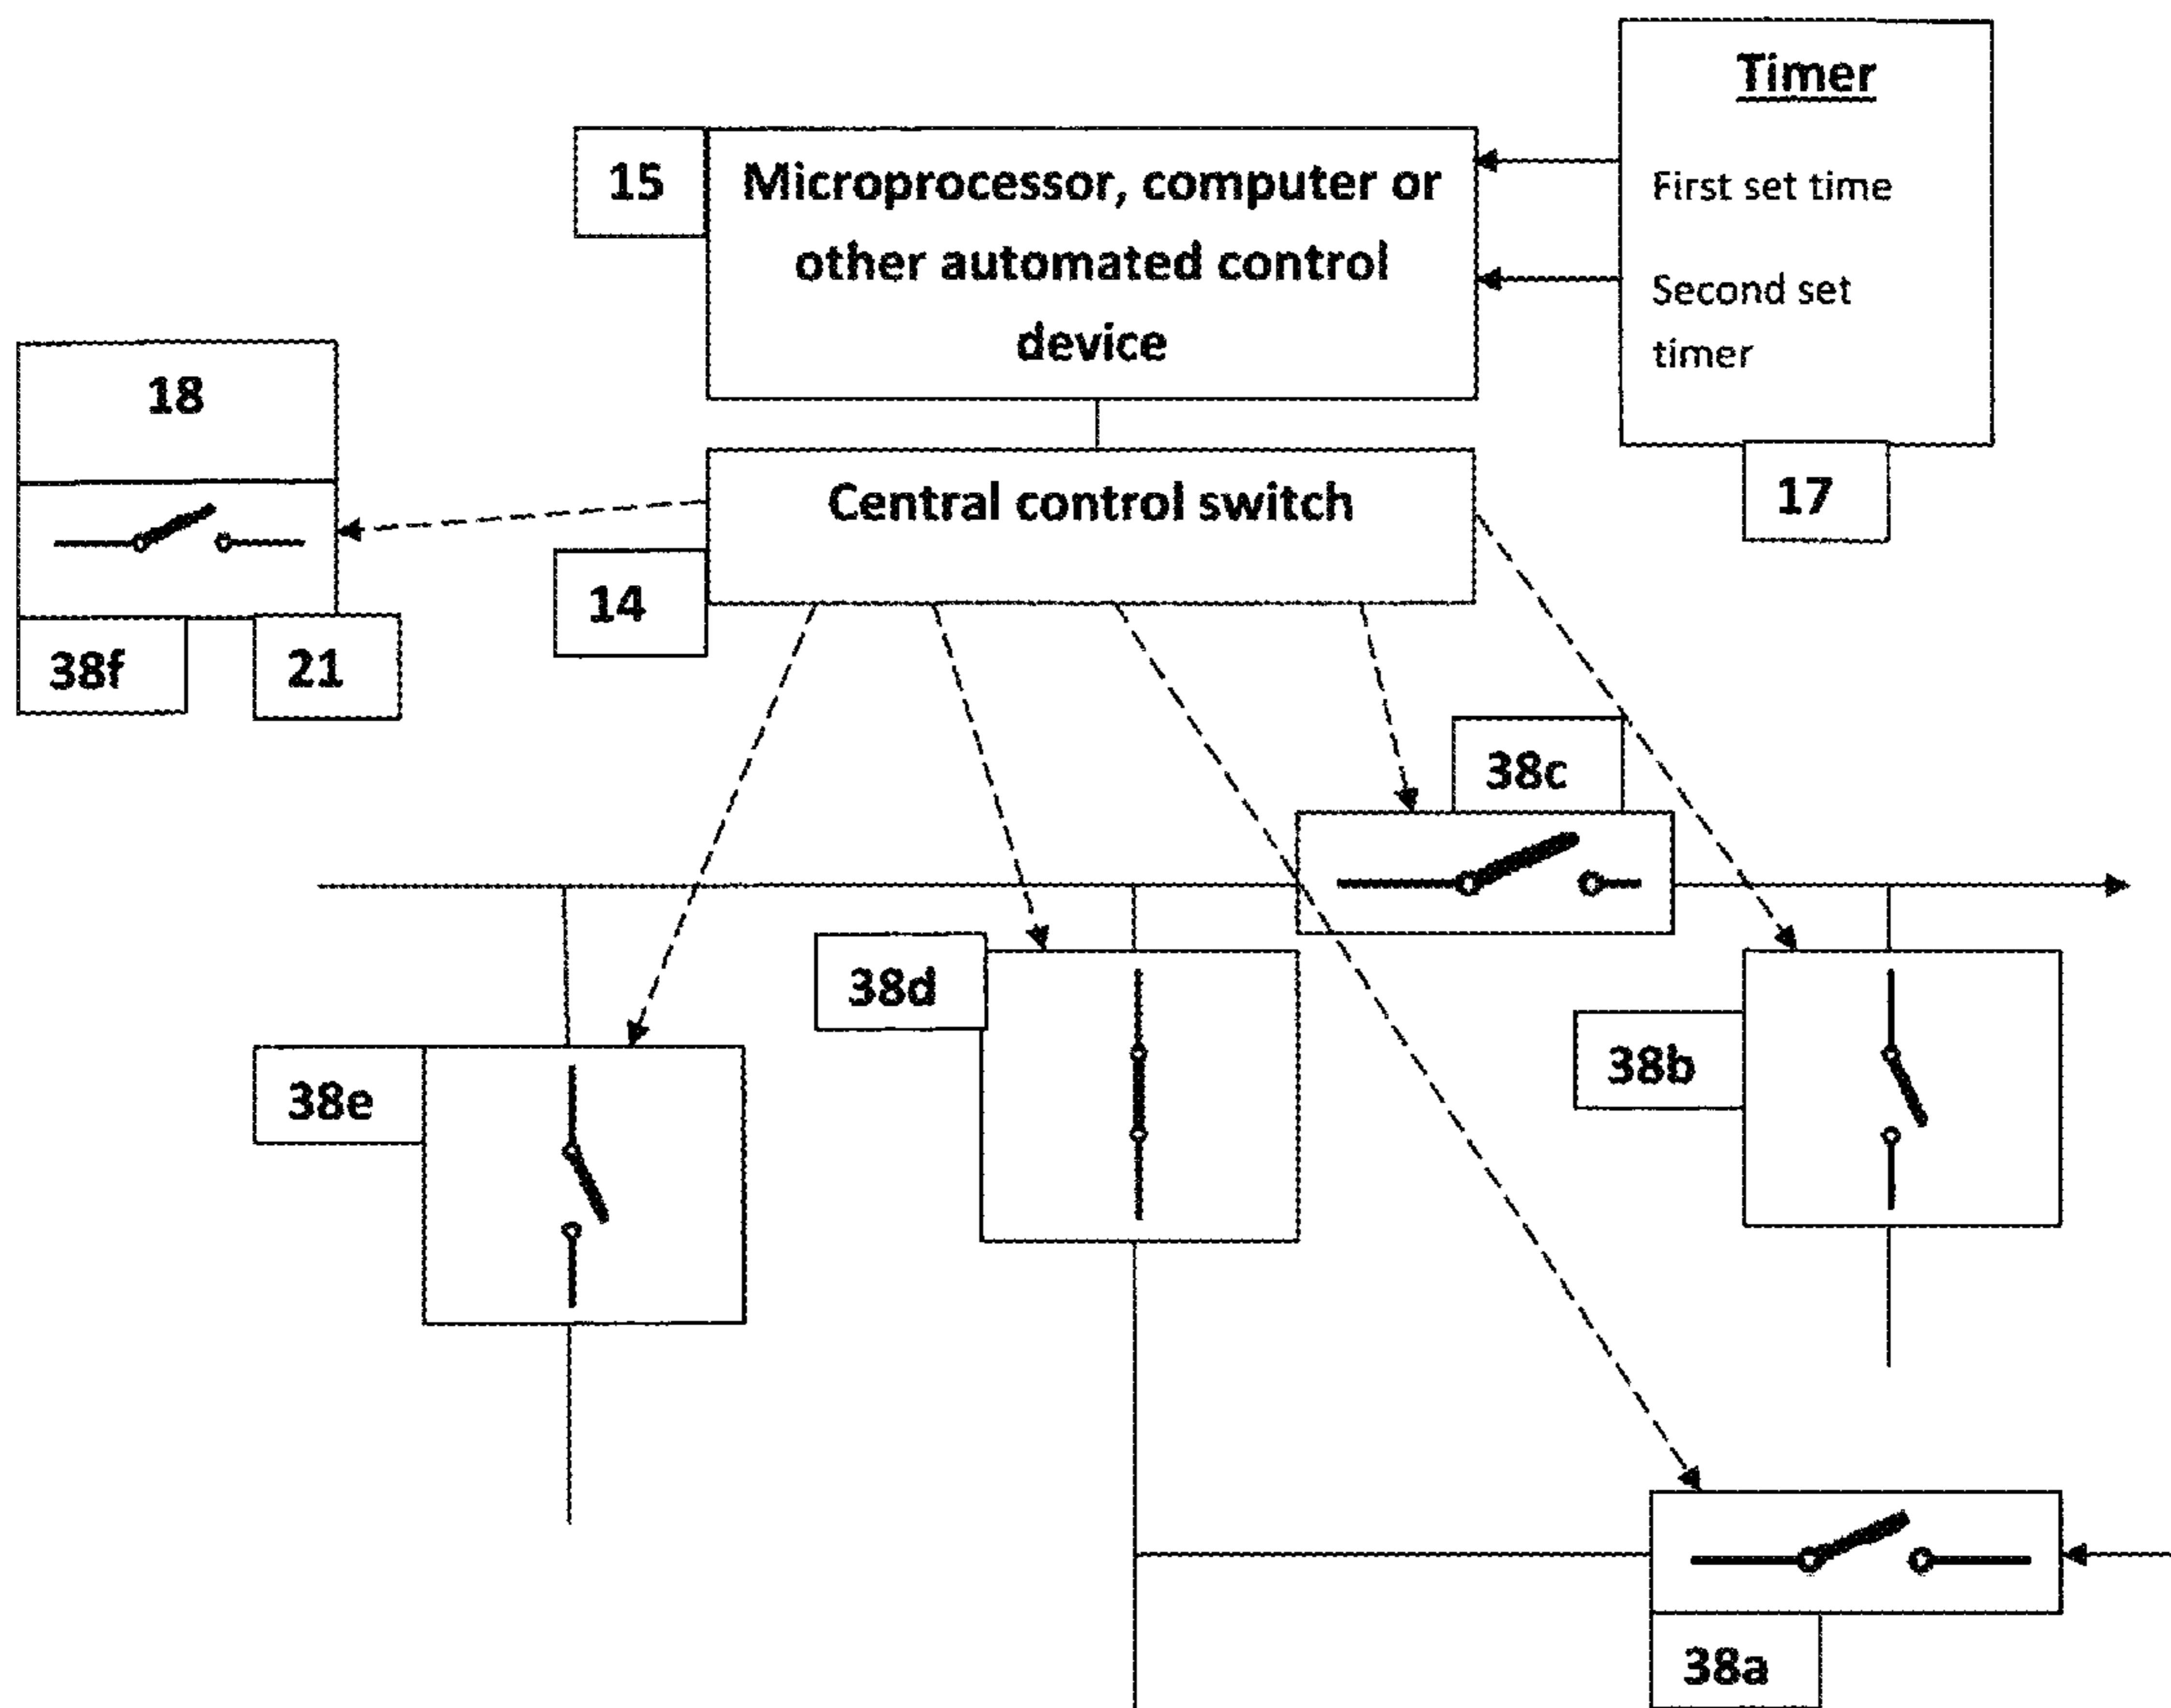 Timer
First set time
Second set
timer
17
15
Microprocessor, computer or
other automated control
device
18
38f
21
Central control switch
14
38c
38d
38b
38e
38a